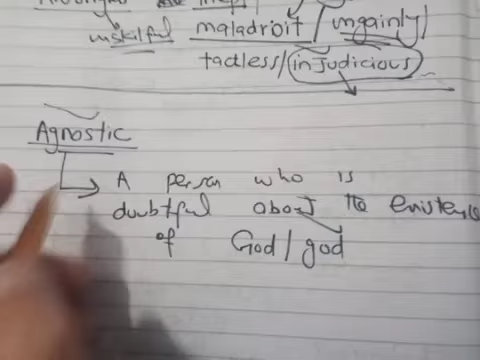 unskilful maladroit / ungainly /
tactless / injudicious
Agnostic
A person who is
doubtful about the existence
of God / god